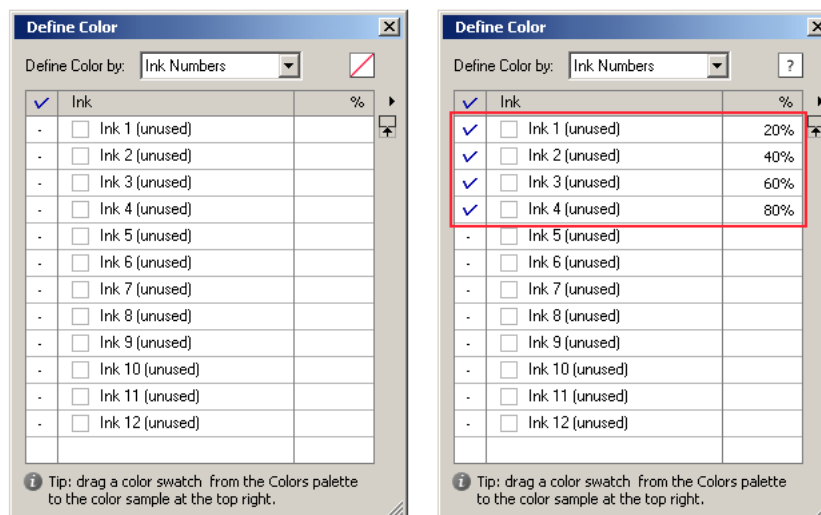 Define Color
Define Color by: Ink Numbers
Ink %
- Ink 1 (unused)
- Ink 2 (unused)
- Ink 3 (unused)
- Ink 4 (unused)
- Ink 5 (unused)
- Ink 6 (unused)
- Ink 7 (unused)
- Ink 8 (unused)
- Ink 9 (unused)
- Ink 10 (unused)
- Ink 11 (unused)
- Ink 12 (unused)
Tip: drag a color swatch from the Colors palette
to the color sample at the top right.
Define Color
Define Color by: Ink Numbers ?
Ink %
Ink 1 (unused) 20%
Ink 2 (unused) 40%
Ink 3 (unused) 60%
Ink 4 (unused) 80%
- Ink 5 (unused)
- Ink 6 (unused)
- Ink 7 (unused)
- Ink 8 (unused)
- Ink 9 (unused)
- Ink 10 (unused)
- Ink 11 (unused)
- Ink 12 (unused)
Tip: drag a color swatch from the Colors palette
to the color sample at the top right.